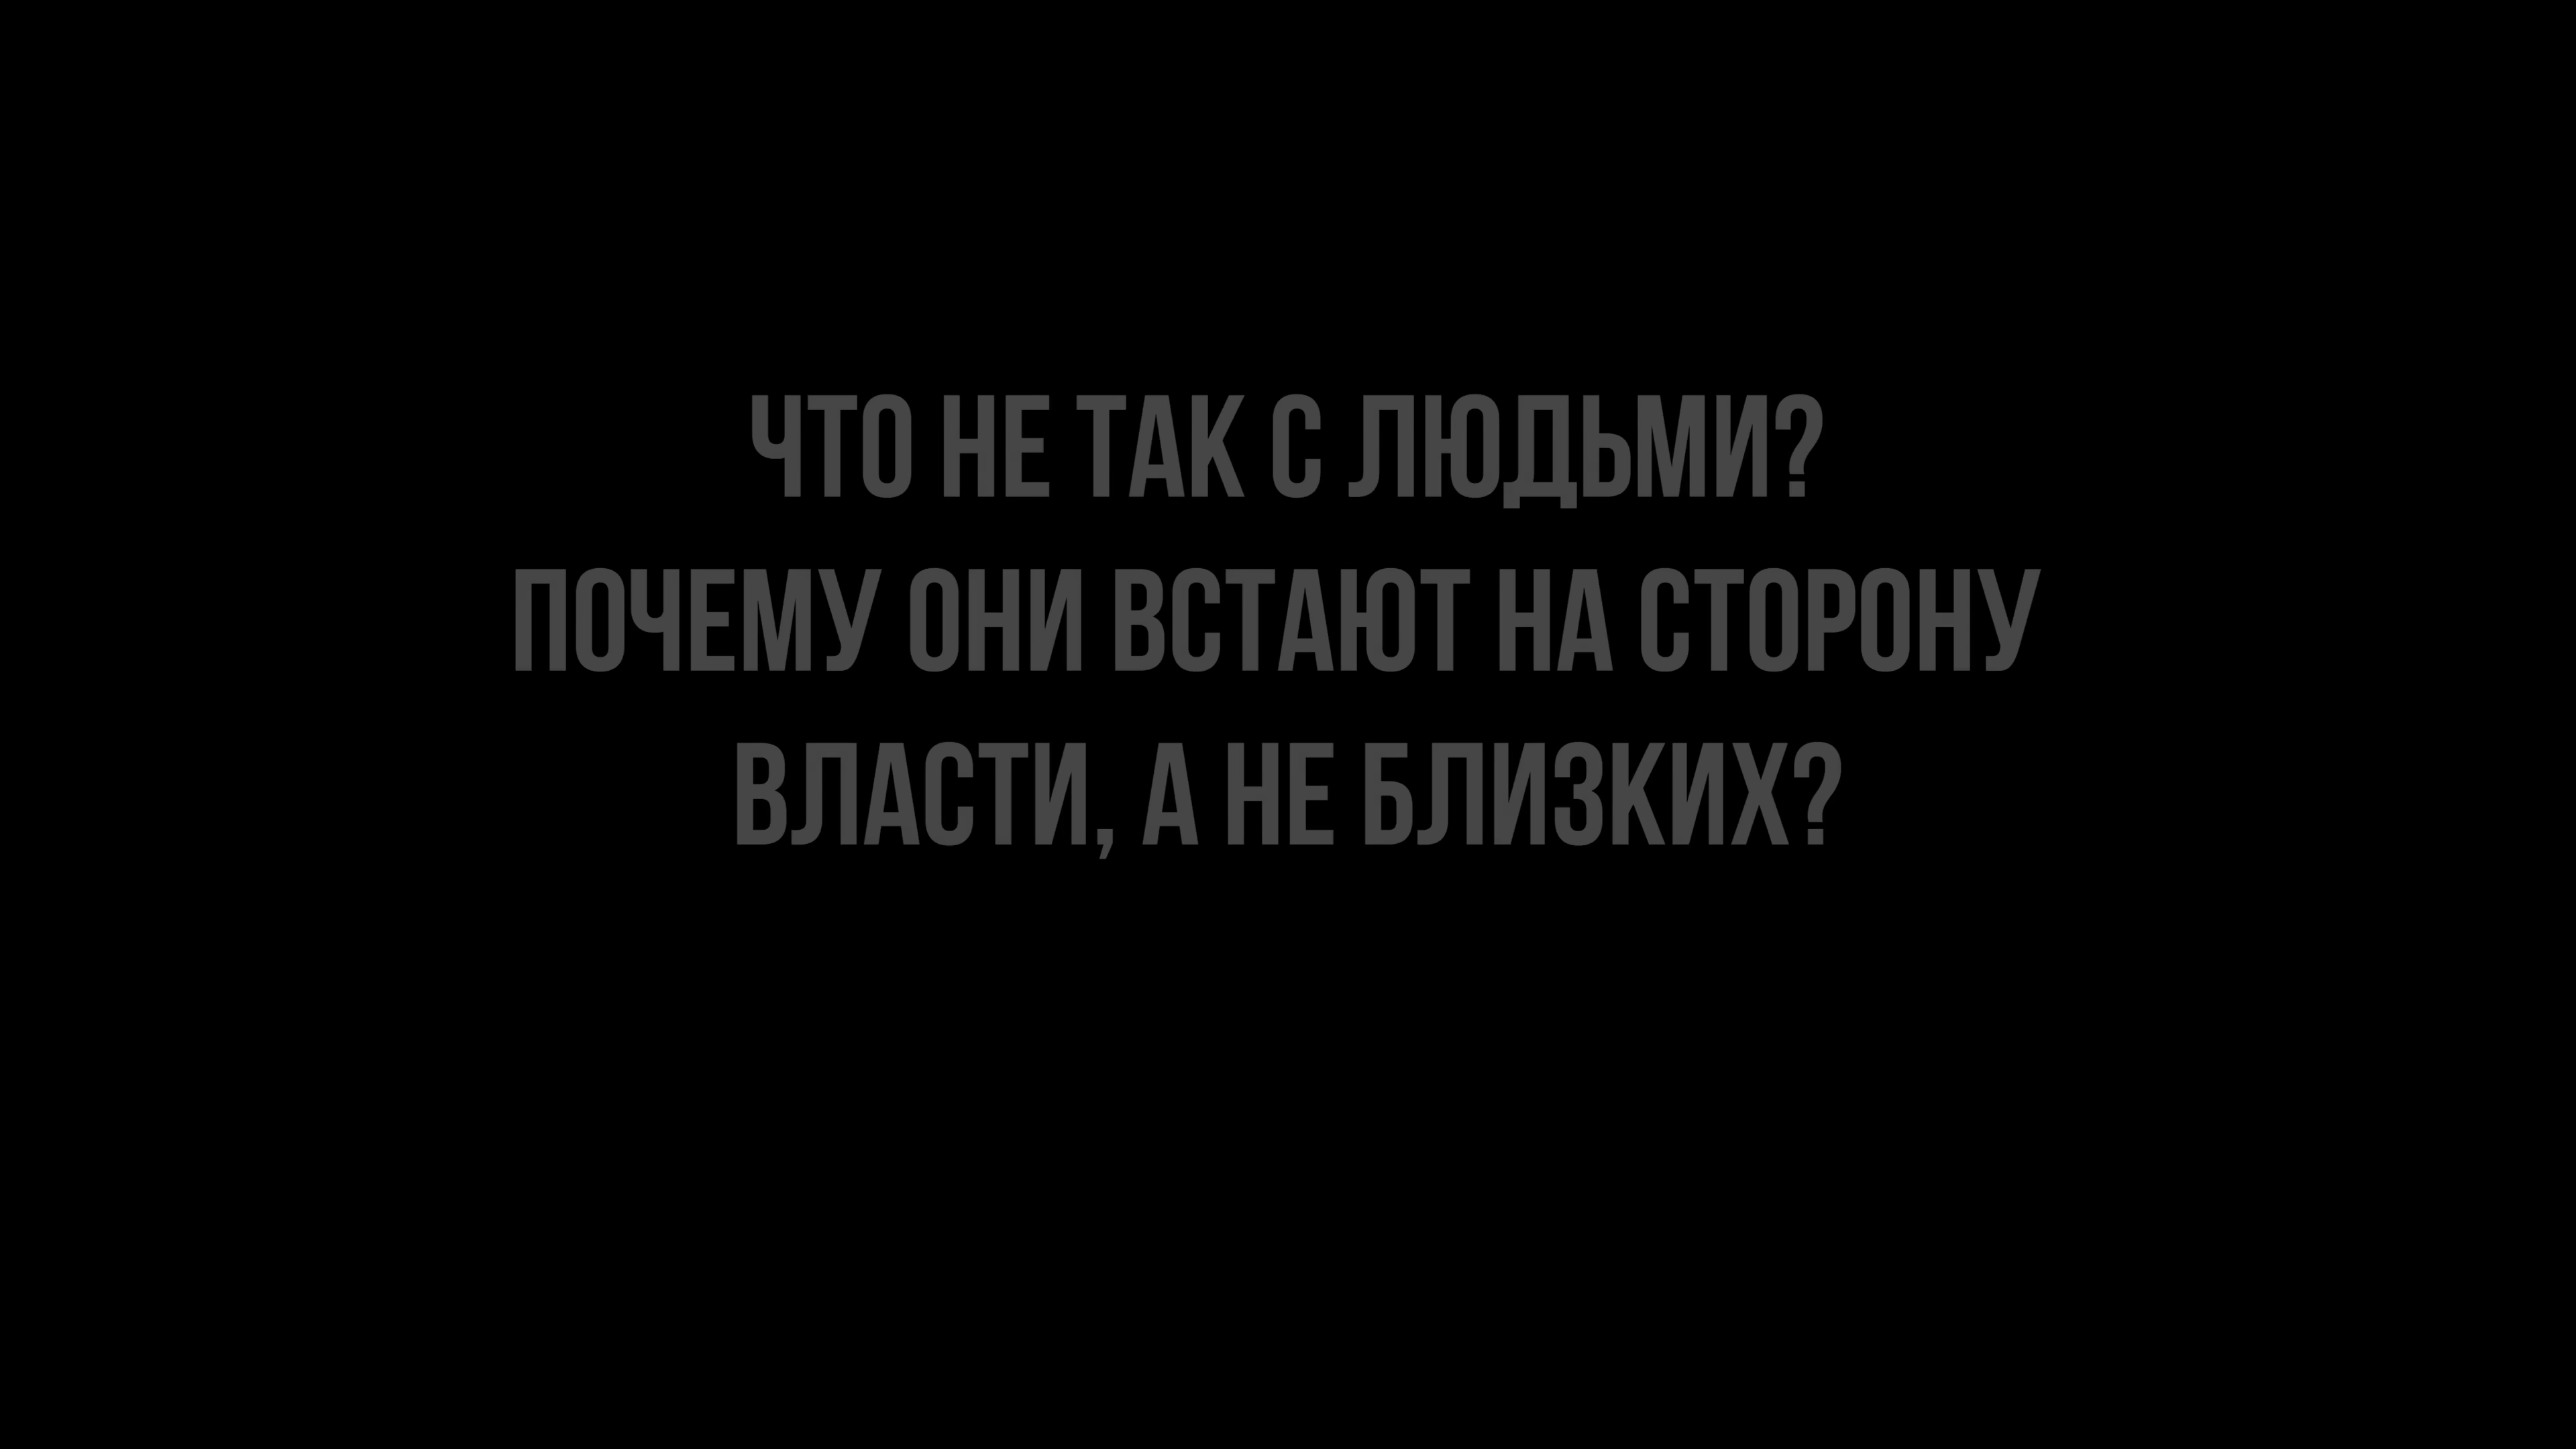 ЧТО НЕ ТАК С ЛЮДЬМИ?
ПОЧЕМУ ОНИ ВСТАЮТ НА СТОРОНУ
ВЛАСТИ, А НЕ БЛИЗКИХ?